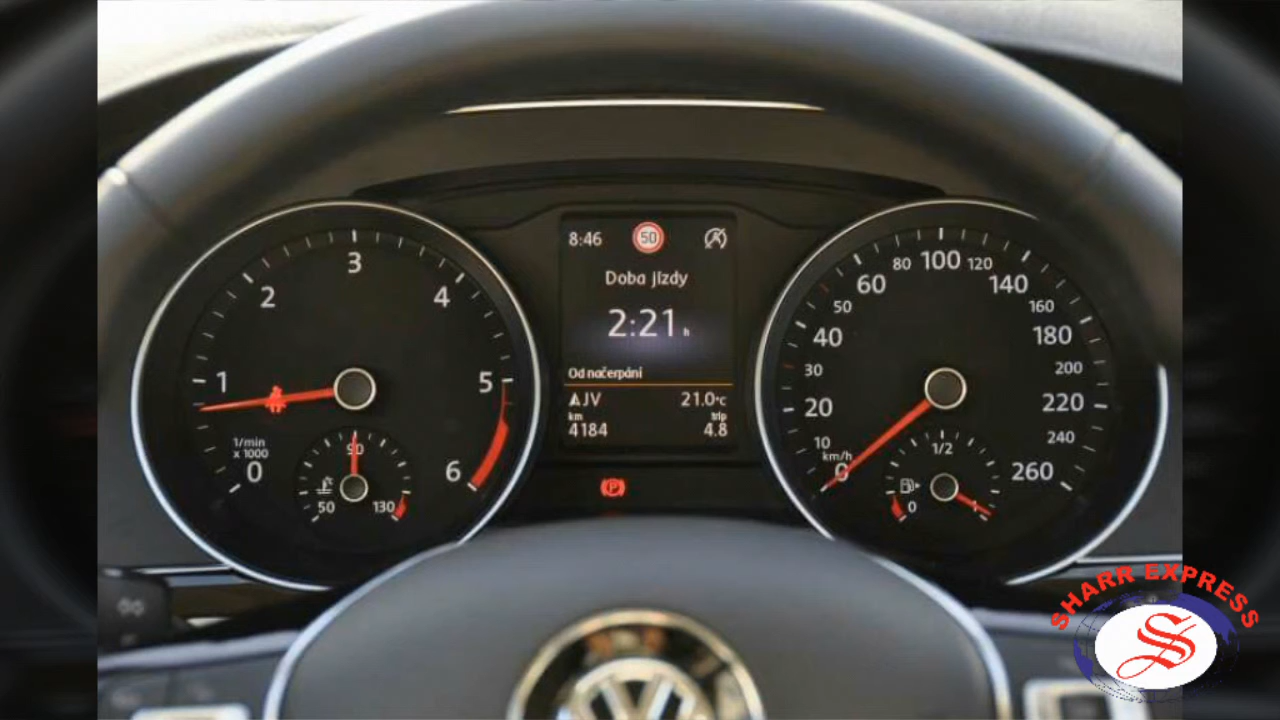 8:46 50
Doba jízdy
2:21 h
Od načerpání
JV 21.0°C
km trip
4184 4.8
0 1 2 3 4 5 6
1/min
x 1000
50 90 130
0 10 20 30 40 50 60 80 100 120 140 160 180 200 220 240 260
km/h
0 1/2 1
P
SHARR EXPRESS
S